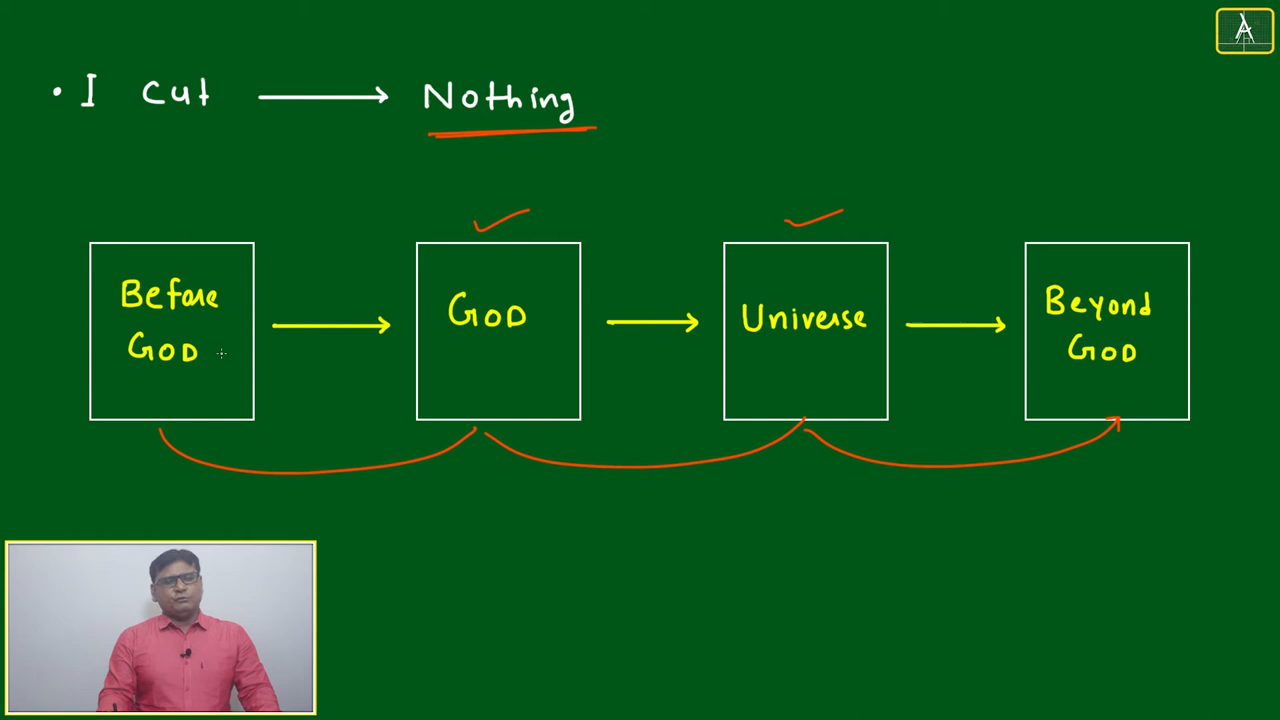 • I cut → Nothing
Before
GOD
GOD
Universe
Beyond
GOD